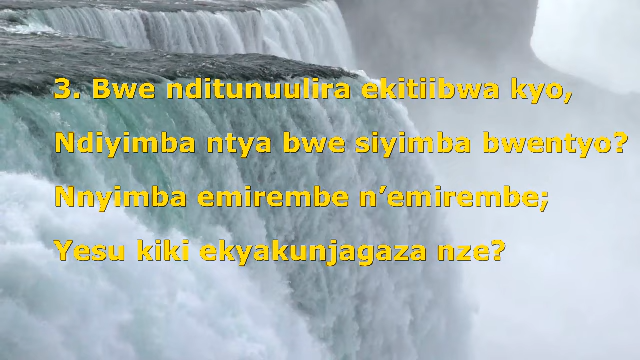 3. Bwe nditunuulira ekitiibwa kyo,
Ndiyimba ntya bwe siyimba bwentyo?
Nnyimba emirembe n’emirembe;
Yesu kiki ekyakunjagaza nze?